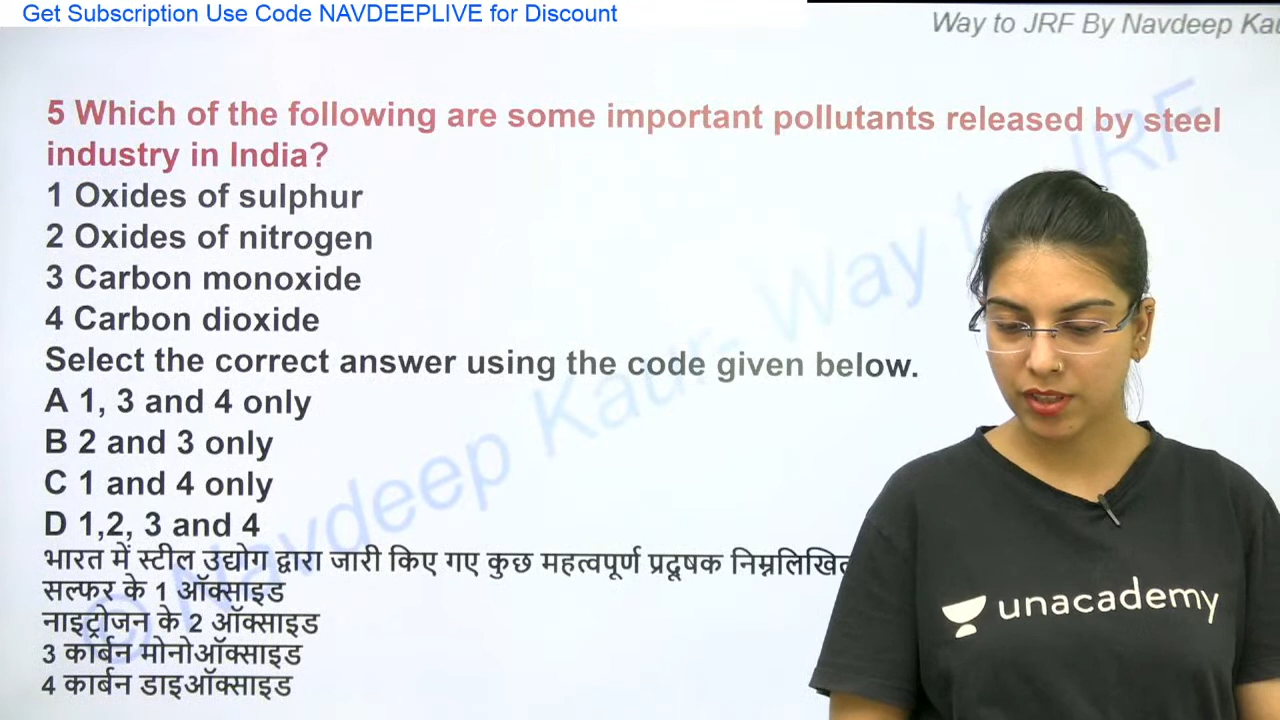 Get Subscription Use Code NAVDEEPLIVE for Discount
Way to JRF By Navdeep Kau
5 Which of the following are some important pollutants released by steel
industry in India?
1 Oxides of sulphur
2 Oxides of nitrogen
3 Carbon monoxide
4 Carbon dioxide
Select the correct answer using the code given below.
A 1, 3 and 4 only
B 2 and 3 only
C 1 and 4 only
D 1,2, 3 and 4
भारत में स्टील उद्योग द्वारा जारी किए गए कुछ महत्वपूर्ण प्रदूषक निम्नलिखित
सल्फर के 1 ऑक्साइड
नाइट्रोजन के 2 ऑक्साइड
3 कार्बन मोनोऑक्साइड
4 कार्बन डाइऑक्साइड
© Navdeep Kaur- Way to JRF
unacademy